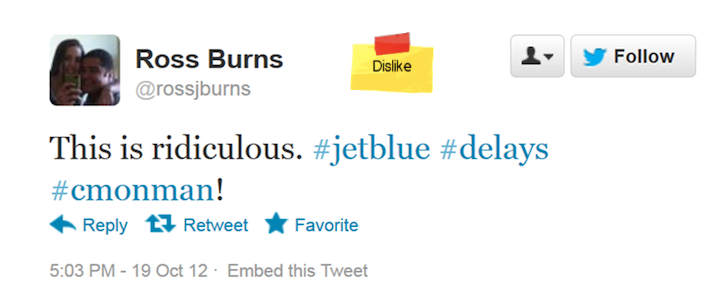 Ross Burns
@rossjburns
Dislike
Follow
This is ridiculous. #jetblue #delays
#cmonman!
Reply Retweet Favorite
5:03 PM - 19 Oct 12 · Embed this Tweet